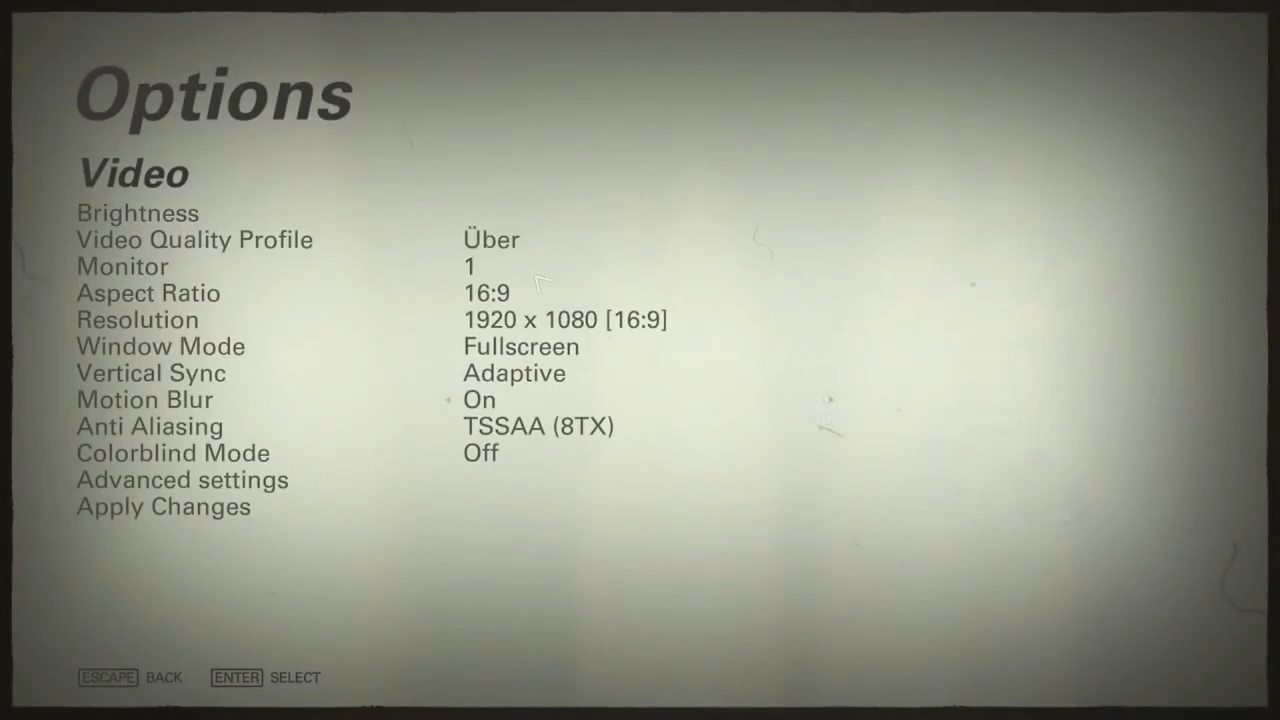 Options
Video
Brightness
Video Quality Profile Über
Monitor 1
Aspect Ratio 16:9
Resolution 1920 x 1080 [16:9]
Window Mode Fullscreen
Vertical Sync Adaptive
Motion Blur On
Anti Aliasing TSSAA (8TX)
Colorblind Mode Off
Advanced settings
Apply Changes
ESCAPE BACK ENTER SELECT